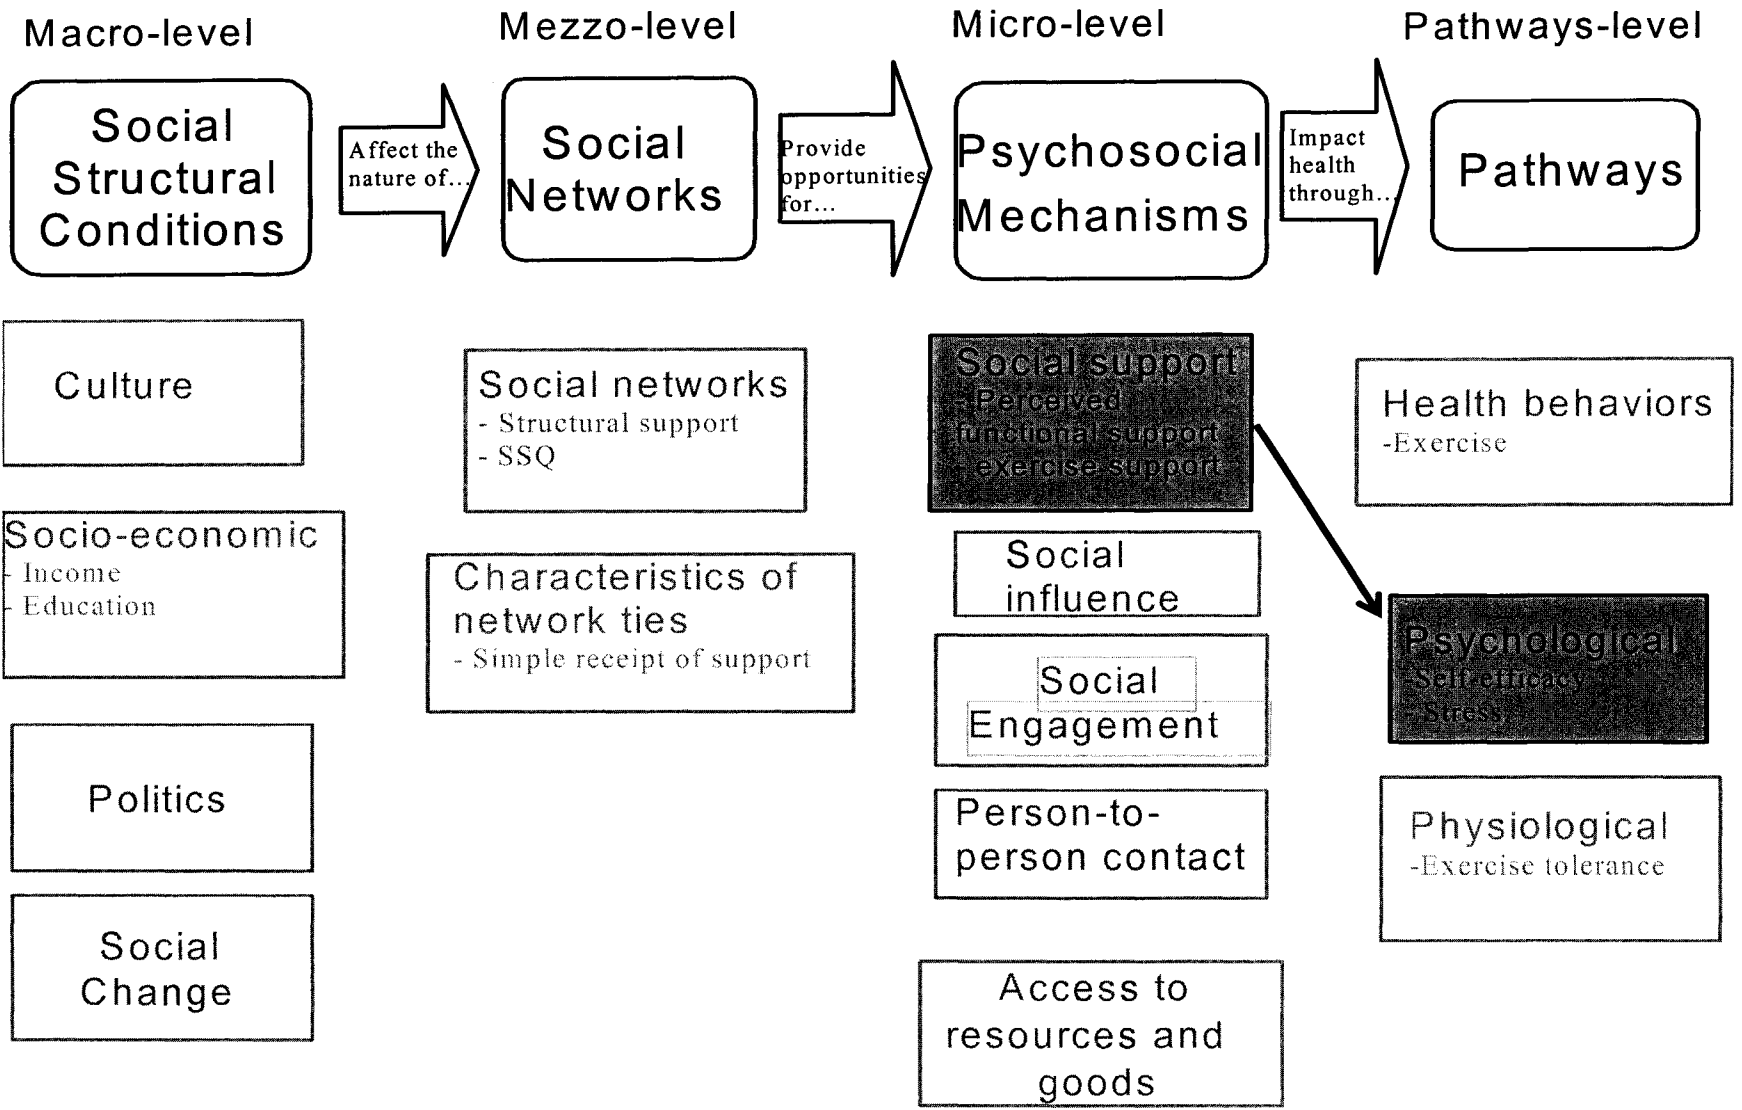 Macro-level
Mezzo-level
Micro-level
Pathways-level
Social
Structural
Conditions
Affect the
nature of...
Social
Networks
Provide
opportunities
for...
Psychosocial
Mechanisms
Impact
health
through...
Pathways
Culture
Socio-economic
- Income
- Education
Politics
Social
Change
Social networks
- Structural support
- SSQ
Characteristics of
network ties
- Simple receipt of support
Social support
- Perceived
functional support
- exercise support
Social
influence
Social
Engagement
Person-to-
person contact
Access to
resources and
goods
Health behaviors
-Exercise
Psychological
-Self-efficacy
- Stress
Physiological
-Exercise tolerance